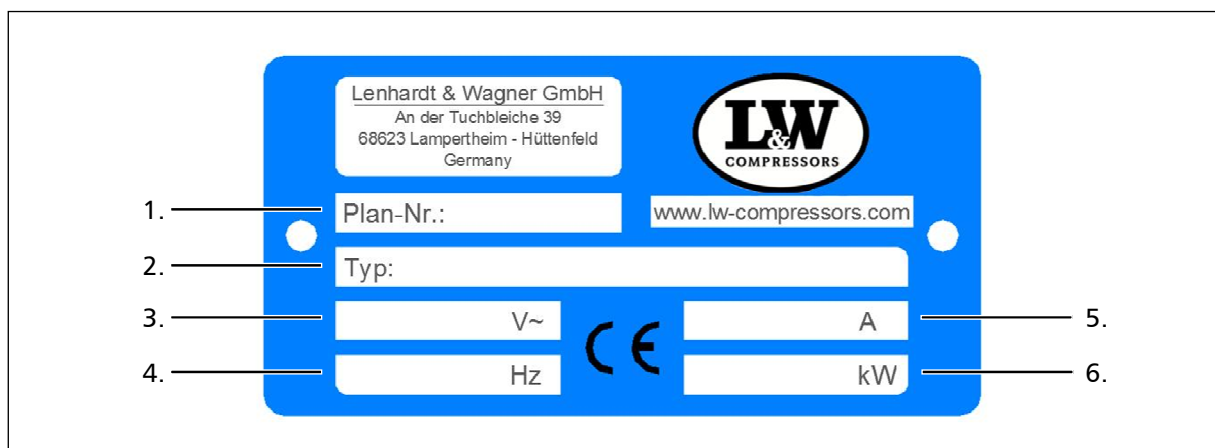 Lenhardt & Wagner GmbH
An der Tuchbleiche 39
68623 Lampertheim - Hüttenfeld
Germany
L&W
COMPRESSORS
1. Plan-Nr.:
www.lw-compressors.com
2. Typ:
3. V~
CE
A 5.
4. Hz
kW 6.